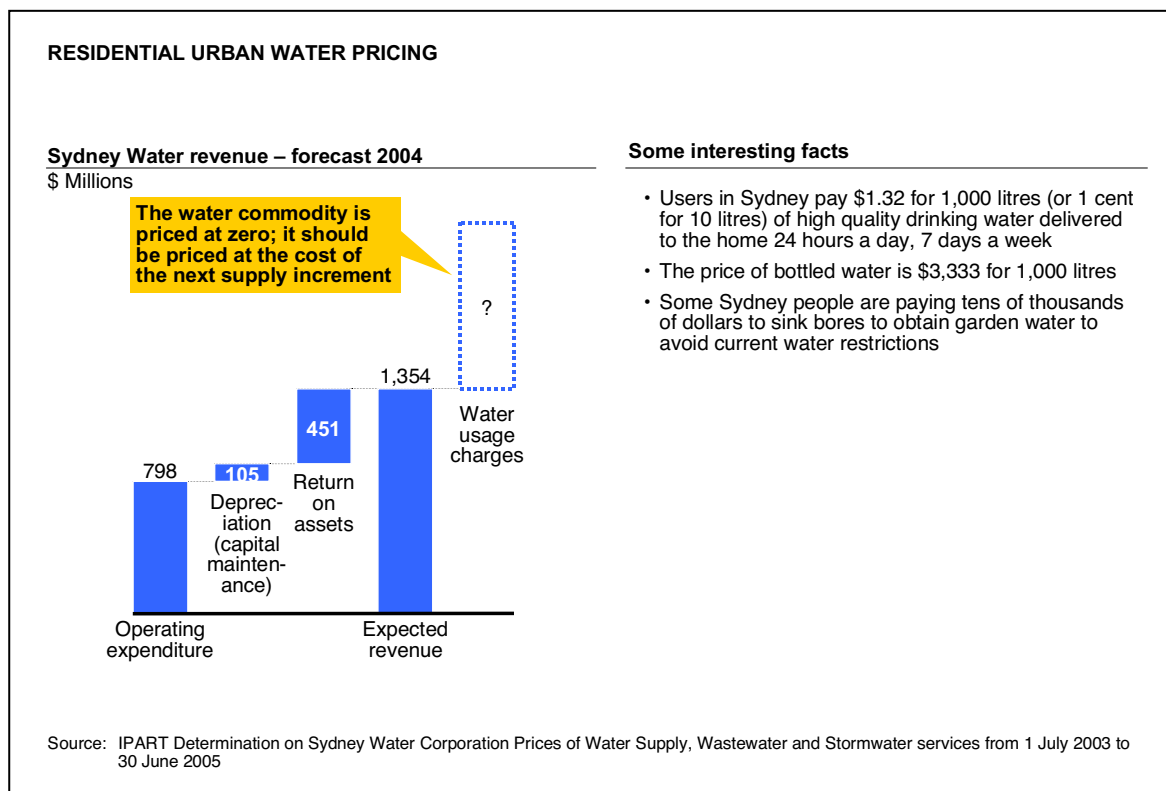 RESIDENTIAL URBAN WATER PRICING
Sydney Water revenue – forecast 2004
$ Millions
The water commodity is
priced at zero; it should
be priced at the cost of
the next supply increment
?
1,354
Water
usage
charges
451
798
105
Return
on
assets
Deprec-
iation
(capital
mainten-
ance)
Operating
expenditure
Expected
revenue
Some interesting facts
• Users in Sydney pay $1.32 for 1,000 litres (or 1 cent
for 10 litres) of high quality drinking water delivered
to the home 24 hours a day, 7 days a week
• The price of bottled water is $3,333 for 1,000 litres
• Some Sydney people are paying tens of thousands
of dollars to sink bores to obtain garden water to
avoid current water restrictions
Source: IPART Determination on Sydney Water Corporation Prices of Water Supply, Wastewater and Stormwater services from 1 July 2003 to
30 June 2005